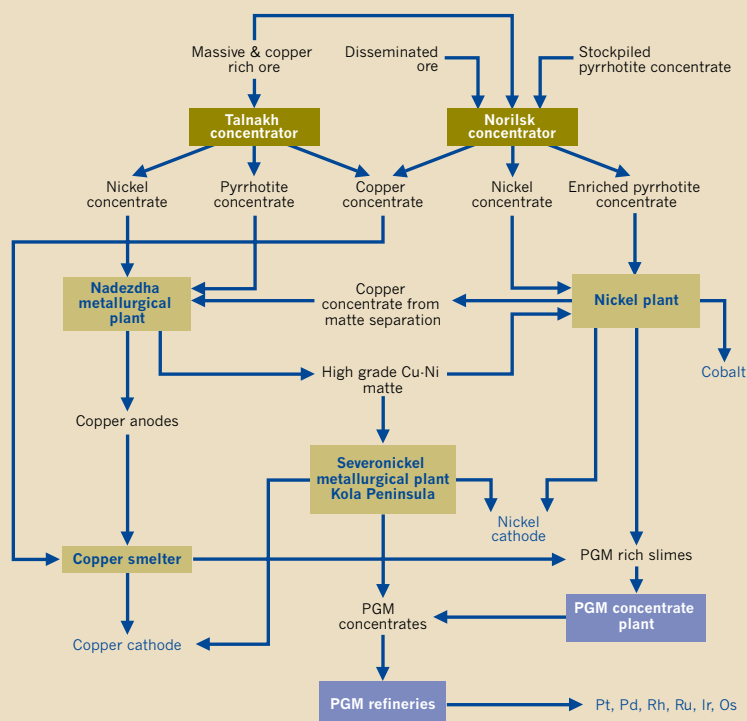 Massive & copper
rich ore
Disseminated
ore
Stockpiled
pyrrhotite concentrate
Talnakh
concentrator
Norilsk
concentrator
Nickel
concentrate
Pyrrhotite
concentrate
Copper
concentrate
Nickel
concentrate
Enriched pyrrhotite
concentrate
Nadezdha
metallurgical
plant
Copper
concentrate from
matte separation
Nickel plant
High grade Cu-Ni
matte
Cobalt
Copper anodes
Severonickel
metallurgical plant
Kola Peninsula
Nickel
cathode
Copper smelter
PGM rich slimes
PGM
concentrates
PGM concentrate
plant
Copper cathode
PGM refineries
Pt, Pd, Rh, Ru, Ir, Os